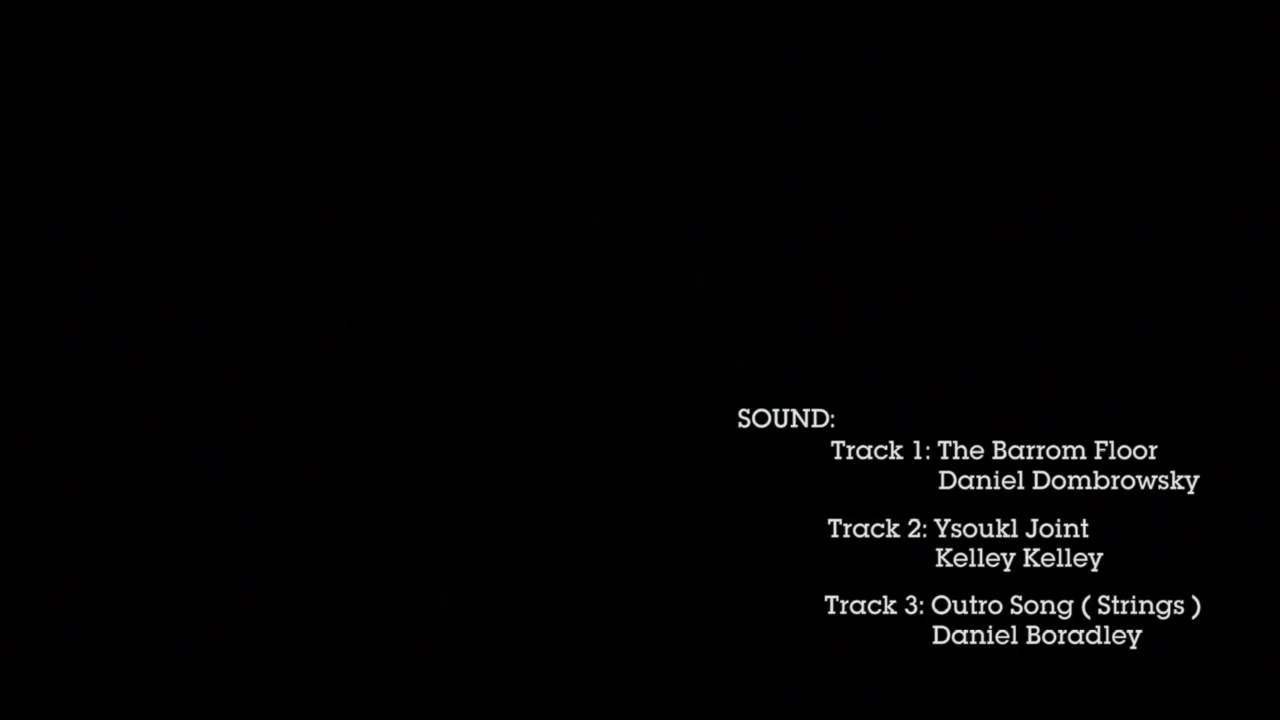 SOUND:
Track 1: The Barrom Floor
Daniel Dombrowsky
Track 2: Ysoukl Joint
Kelley Kelley
Track 3: Outro Song ( Strings )
Daniel Boradley